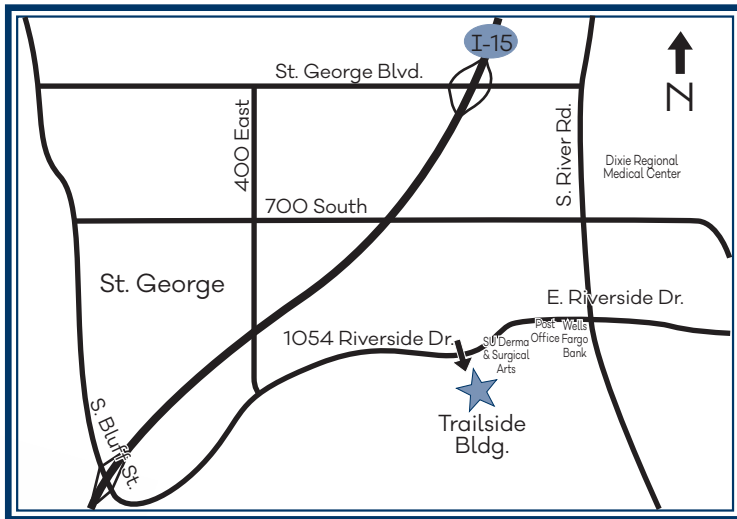 I-15
St. George Blvd.
N
400 East
S. River Rd.
Dixie Regional
Medical Center
700 South
St. George
E. Riverside Dr.
1054 Riverside Dr.
Post
Office
Wells
Fargo
Bank
SU Derma
& Surgical
Arts
Trailside
Bldg.
S. Bluff St.